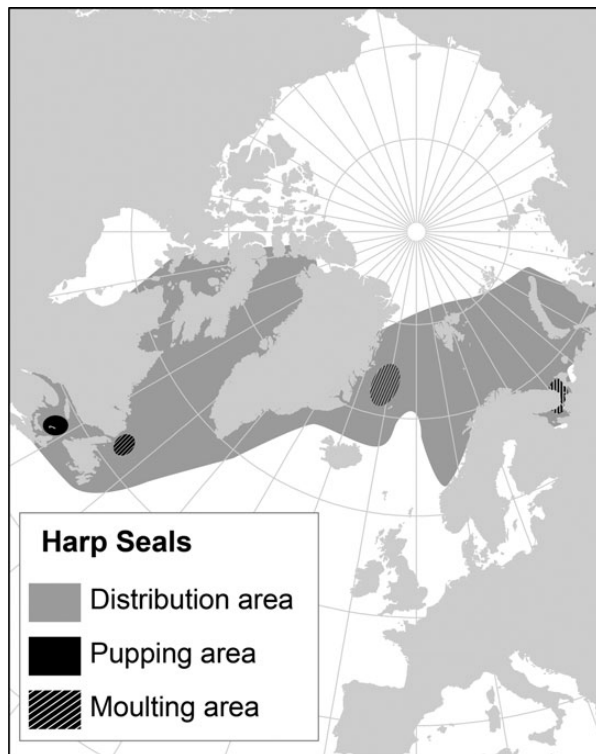 Harp Seals
Distribution area
Pupping area
Moulting area